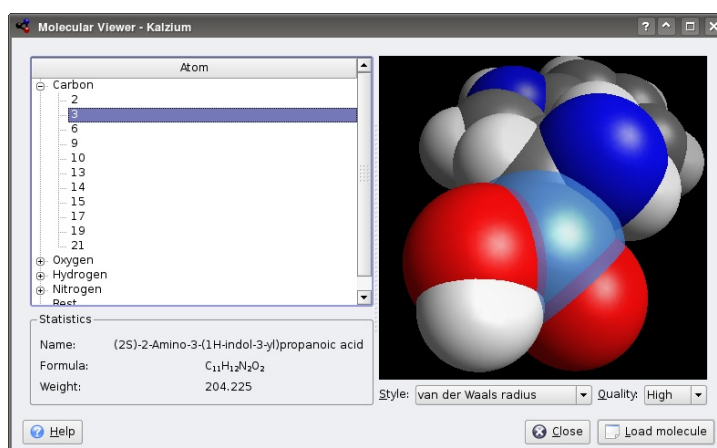 Molecular Viewer - Kalzium
Atom
Carbon
2
3
6
9
10
13
14
15
17
19
21
Oxygen
Hydrogen
Nitrogen
Rest
Statistics
Name: (2S)-2-Amino-3-(1H-indol-3-yl)propanoic acid
Formula: C₁₁H₁₂N₂O₂
Weight: 204.225
Style: van der Waals radius Quality: High
Help Close Load molecule